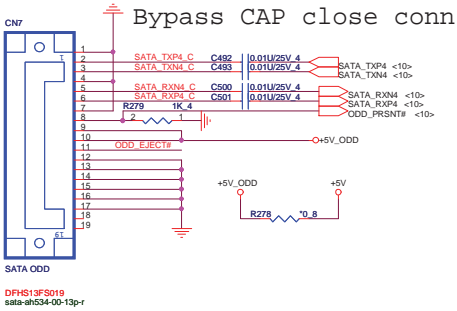 Bypass CAP close conn
CN7
1
1
2 SATA_TXP4_C C492 0.01U/25V_4 SATA_TXP4 <10>
3 SATA_TXN4_C C493 0.01U/25V_4 SATA_TXN4 <10>
4
5 SATA_RXN4_C C500 0.01U/25V_4 SATA_RXN4 <10>
6 SATA_RXP4_C C501 0.01U/25V_4 SATA_RXP4 <10>
7 R279 1K_4 ODD_PRSNT# <10>
8 2 1
9
10 +5V_ODD
11 ODD_EJECT#
12
13
14
15
16
17
18
19
19
+5V_ODD +5V
R278 *0_8
SATA ODD
DFHS13FS019
sata-ah534-00-13p-r